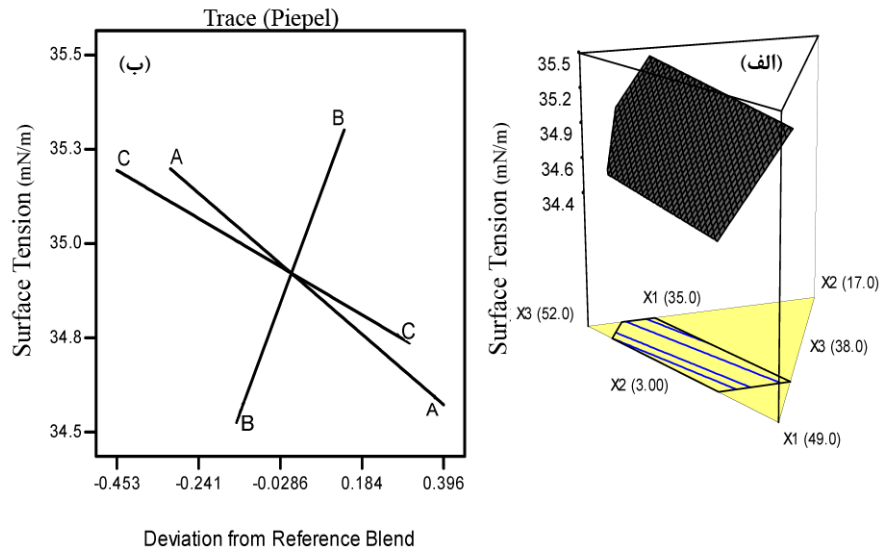 Trace (Piepel)
(ب)
Surface Tension (mN/m)
35.5
35.3
35.0
34.8
34.5
C
A
B
B
C
A
-0.453
-0.241
-0.0286
0.184
0.396
Deviation from Reference Blend
(الف)
Surface Tension (mN/m)
35.5
35.2
34.9
34.6
34.4
X2 (17.0)
X1 (35.0)
X3 (52.0)
X3 (38.0)
X2 (3.00)
X1 (49.0)